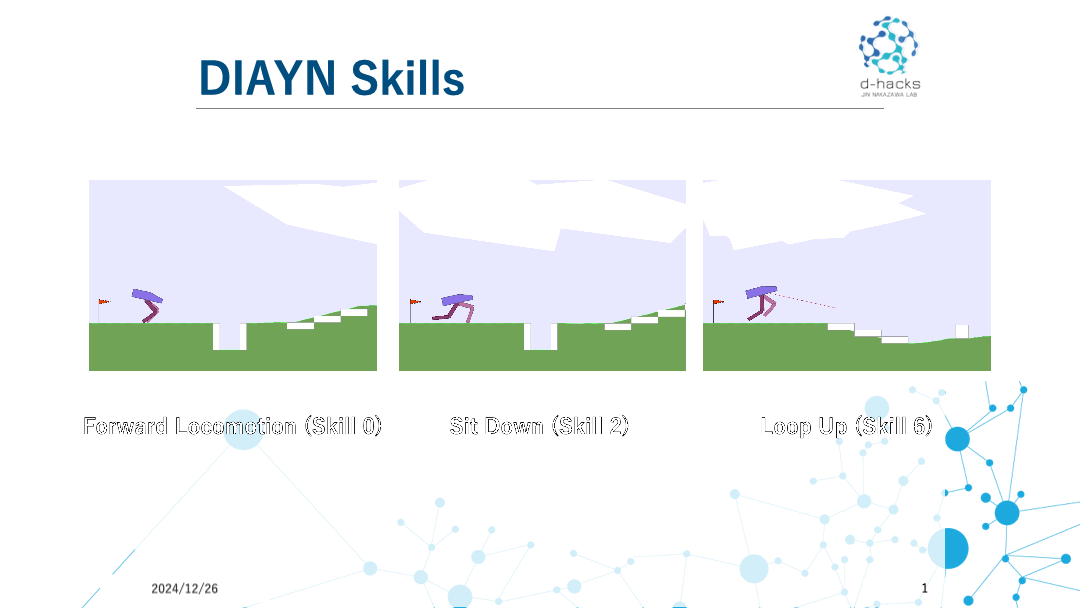 DIAYN Skills
d-hacks
JIN NAKAZAWA LAB
Forward Locomotion (Skill 0)
Sit Down (Skill 2)
Loop Up (Skill 6)
2024/12/26
1